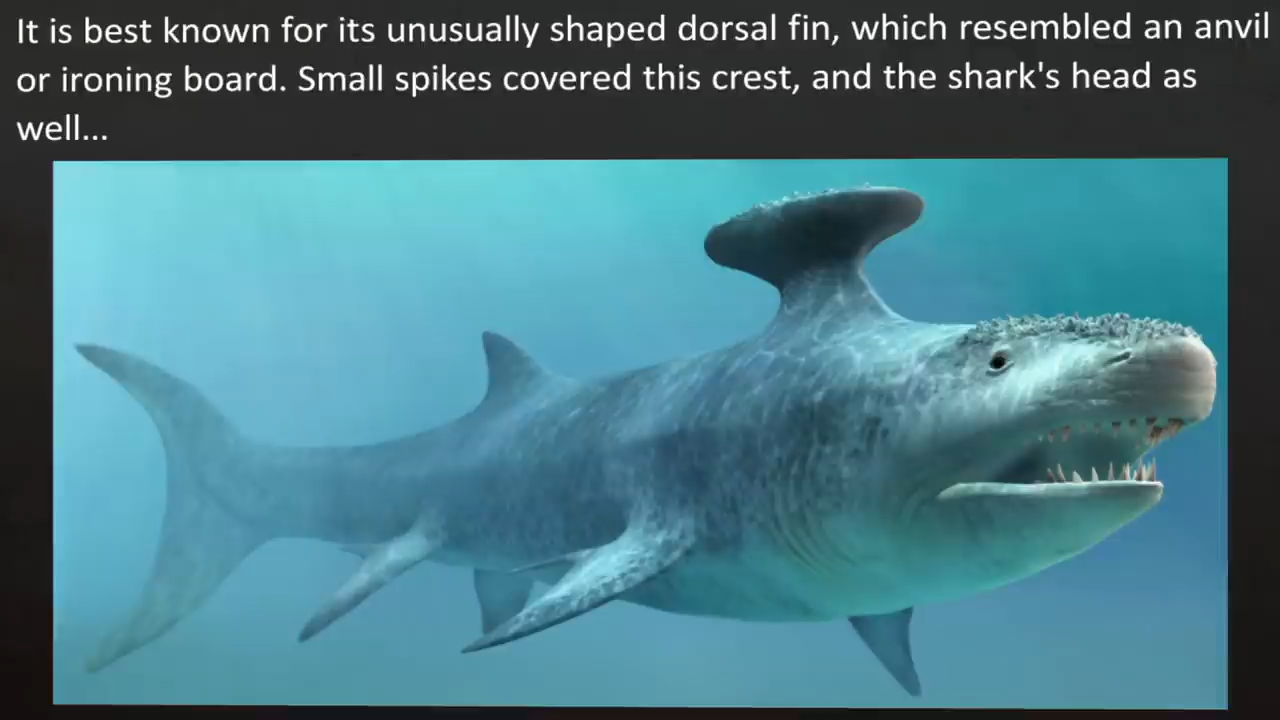 It is best known for its unusually shaped dorsal fin, which resembled an anvil
or ironing board. Small spikes covered this crest, and the shark's head as
well...